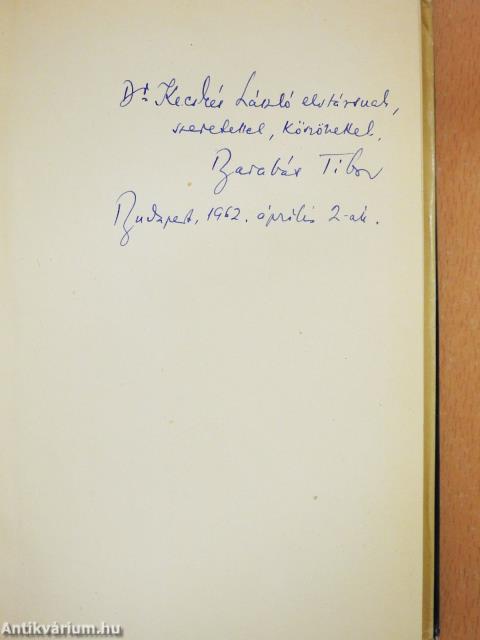 Dr. Kecskés László elvtársnak,
szeretettel, köszönettel.
Barabás Tibor
Budapest, 1962. április 2-án.
Antikvárium.hu